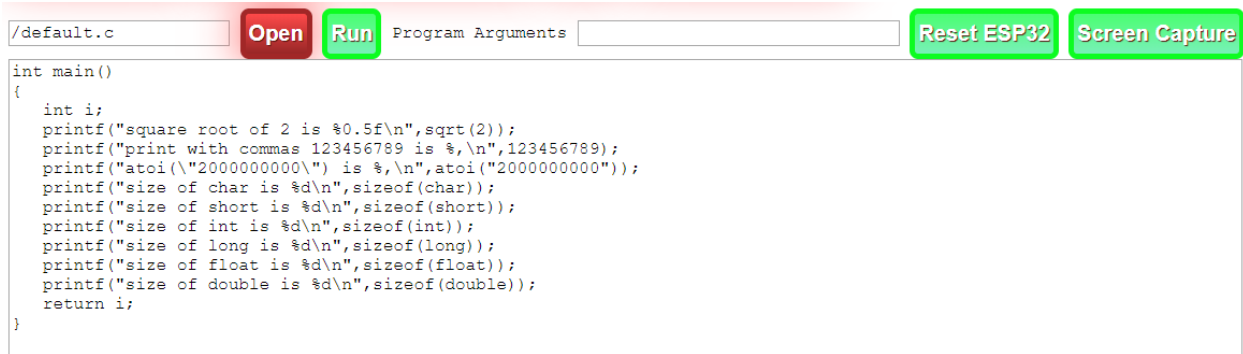 /default.c Open Run Program Arguments Reset ESP32 Screen Capture
int main()
{
   int i;
   printf("square root of 2 is %0.5f\n",sqrt(2));
   printf("print with commas 123456789 is %,\n",123456789);
   printf("atoi(\"2000000000\") is %,\n",atoi("2000000000"));
   printf("size of char is %d\n",sizeof(char));
   printf("size of short is %d\n",sizeof(short));
   printf("size of int is %d\n",sizeof(int));
   printf("size of long is %d\n",sizeof(long));
   printf("size of float is %d\n",sizeof(float));
   printf("size of double is %d\n",sizeof(double));
   return i;
}